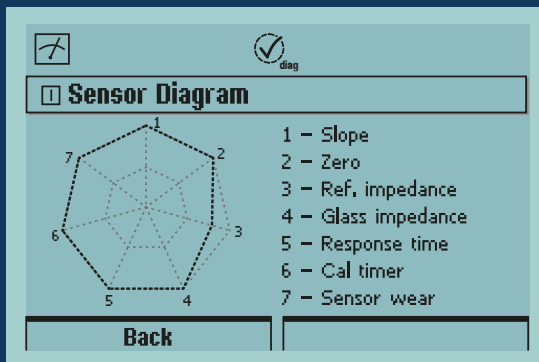 diag
I Sensor Diagram
1
2
3
4
5
6
7
1 – Slope
2 – Zero
3 – Ref. impedance
4 – Glass impedance
5 – Response time
6 – Cal timer
7 – Sensor wear
Back